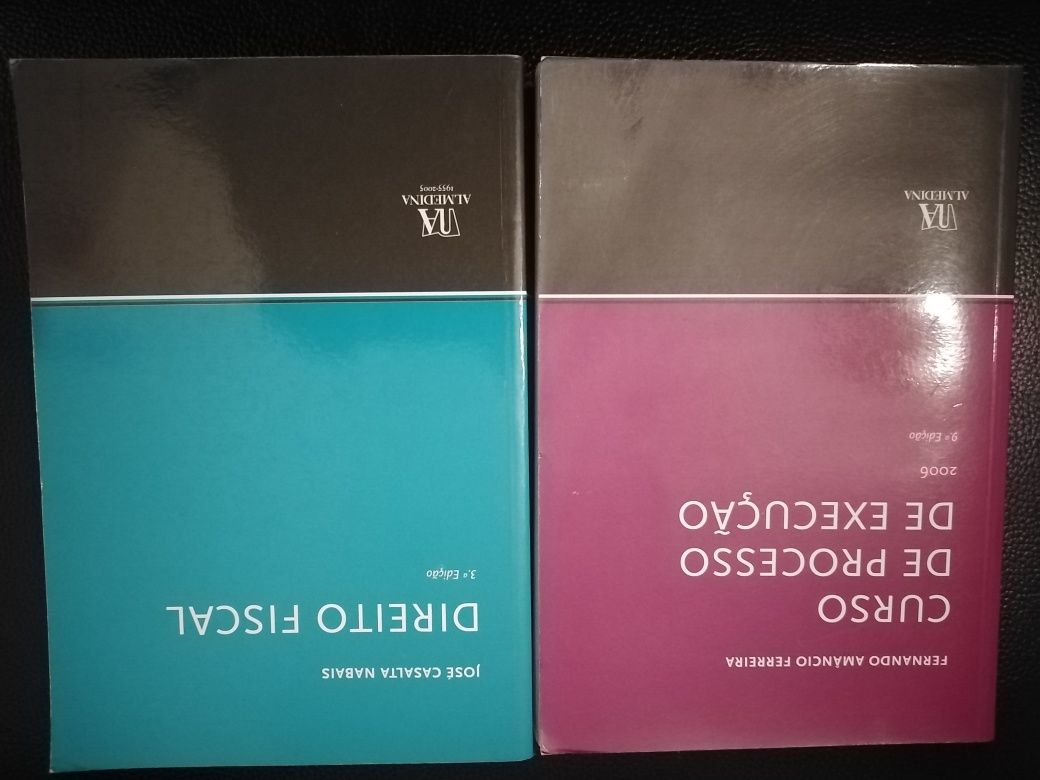 JOSÉ CASALTA NABAIS
DIREITO FISCAL
3.ª Edição
ALMEDINA
1955-2005
FERNANDO AMÂNCIO FERREIRA
CURSO
DE PROCESSO
DE EXECUÇÃO
2006
9.ª Edição
ALMEDINA